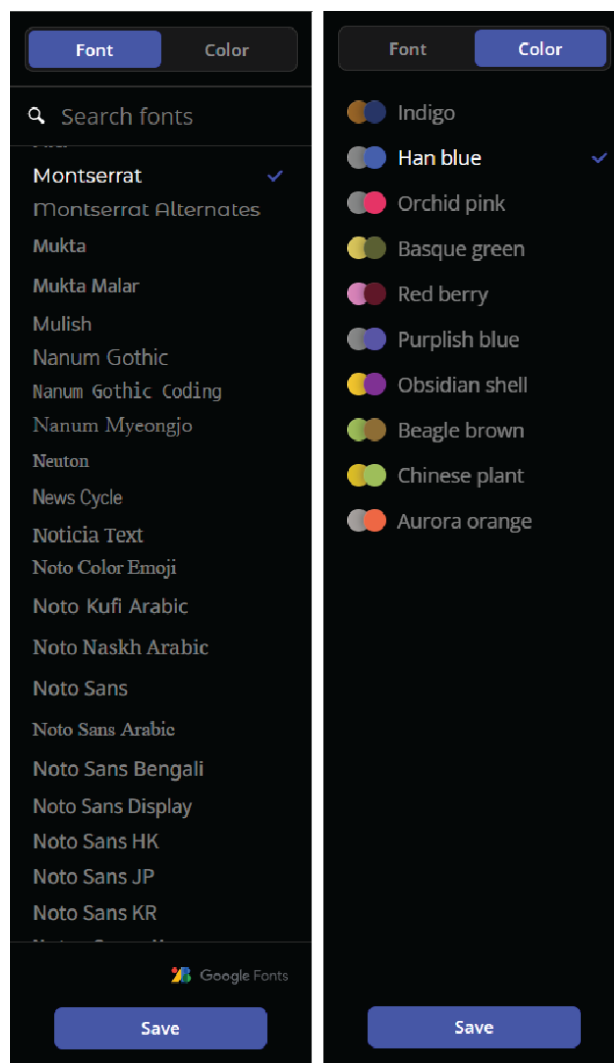 Font Color
Search fonts
Montserrat
Montserrat Alternates
Mukta
Mukta Malar
Mulish
Nanum Gothic
Nanum Gothic Coding
Nanum Myeongjo
Neuton
News Cycle
Noticia Text
Noto Color Emoji
Noto Kufi Arabic
Noto Naskh Arabic
Noto Sans
Noto Sans Arabic
Noto Sans Bengali
Noto Sans Display
Noto Sans HK
Noto Sans JP
Noto Sans KR
Google Fonts
Save
Font Color
Indigo
Han blue
Orchid pink
Basque green
Red berry
Purplish blue
Obsidian shell
Beagle brown
Chinese plant
Aurora orange
Save